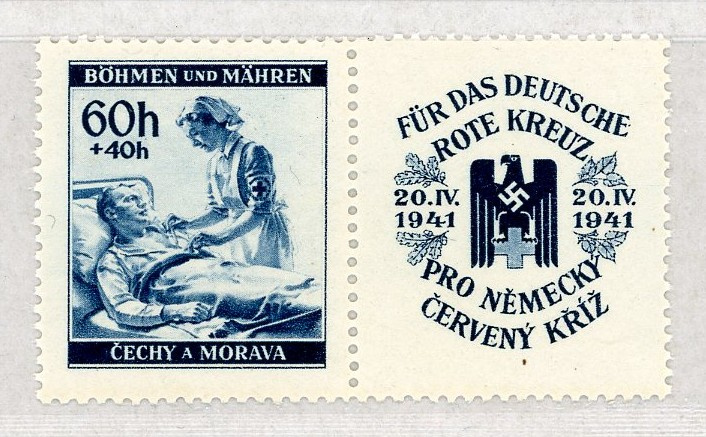 BÖHMEN UND MÄHREN
60h
+40h
ČECHY A MORAVA
FÜR DAS DEUTSCHE
ROTE KREUZ
20.IV. 20.IV.
1941 1941
PRO NĚMECKÝ
ČERVENÝ KŘÍŽ